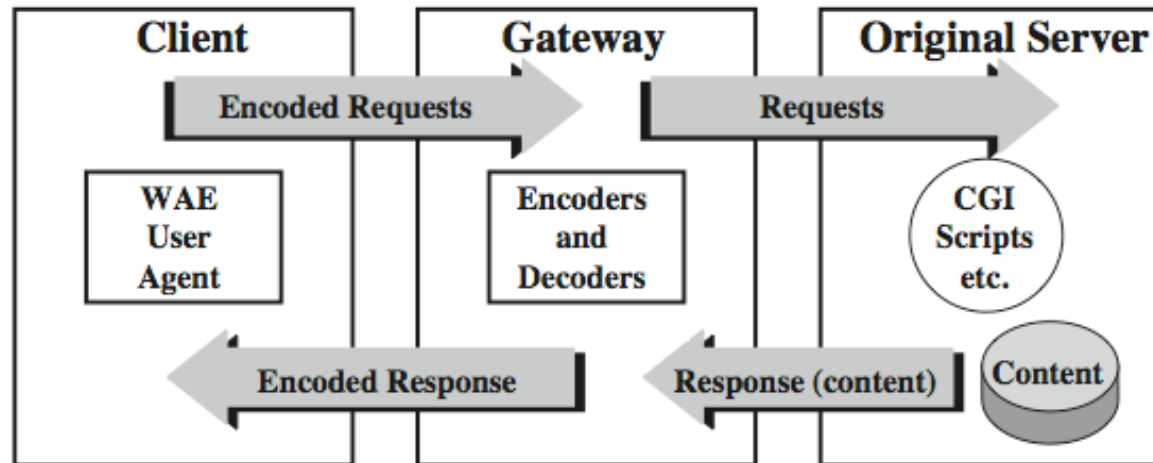 Client
Gateway
Original Server
Encoded Requests
Requests
WAE
User
Agent
Encoders
and
Decoders
CGI
Scripts
etc.
Encoded Response
Response (content)
Content